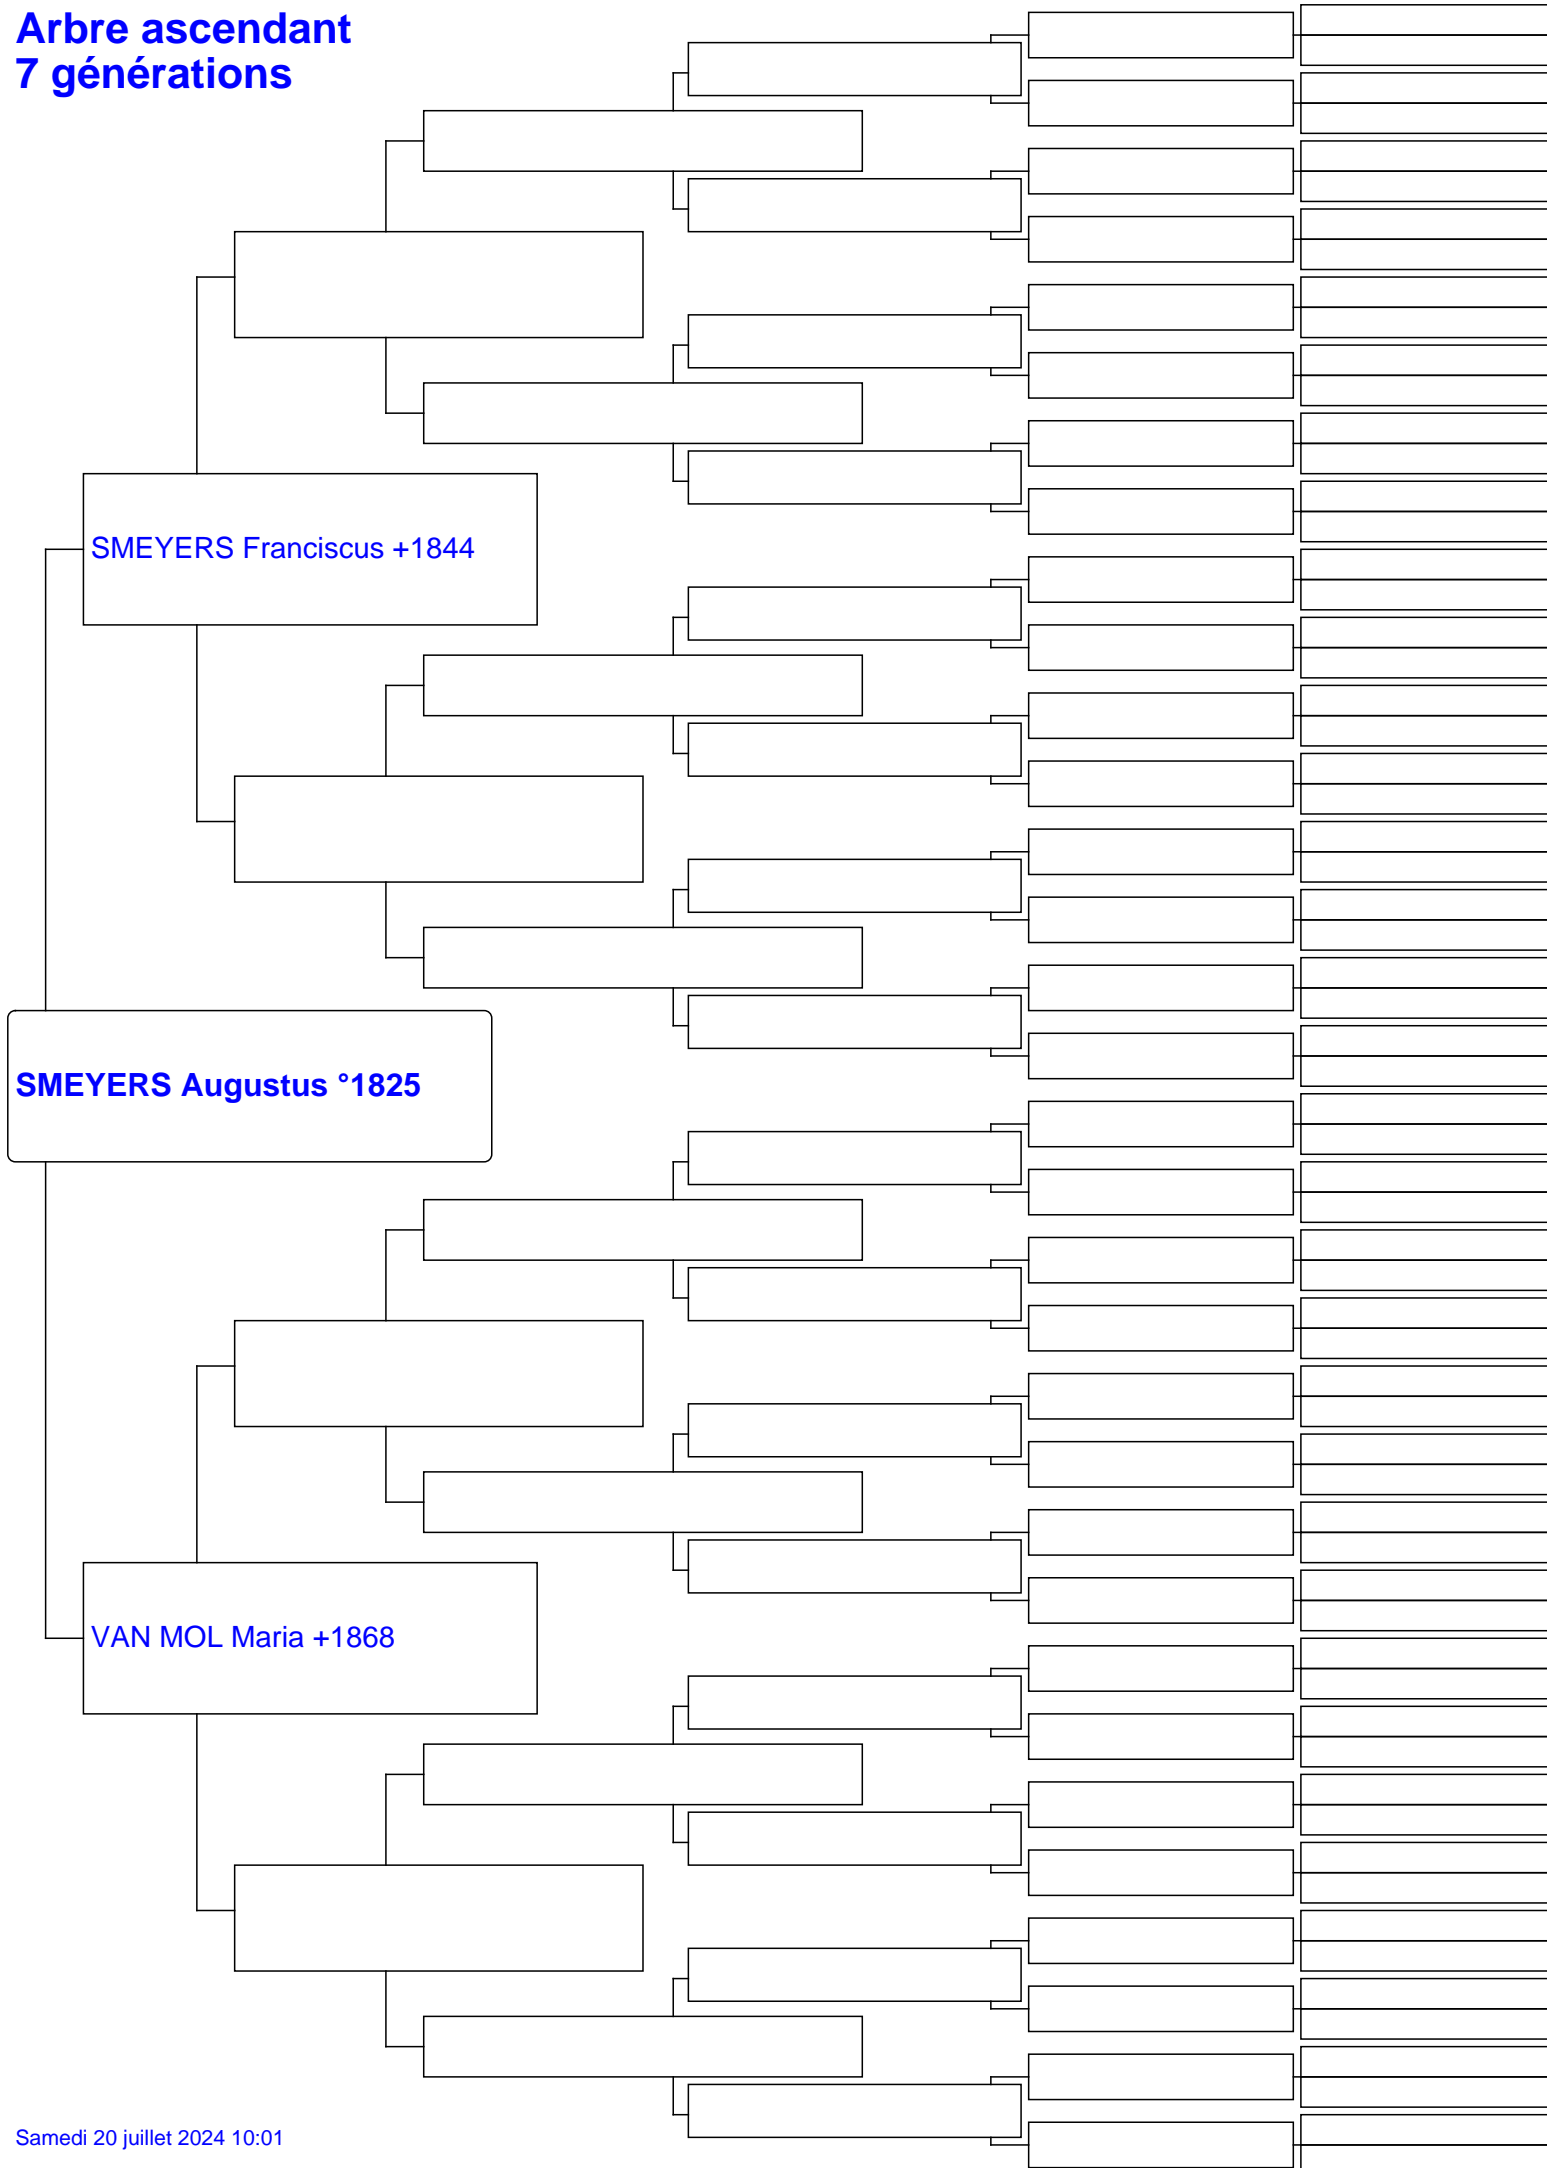 Arbre ascendant
7 générations
SMEYERS Franciscus +1844
SMEYERS Augustus °1825
VAN MOL Maria +1868
Samedi 20 juillet 2024 10:01